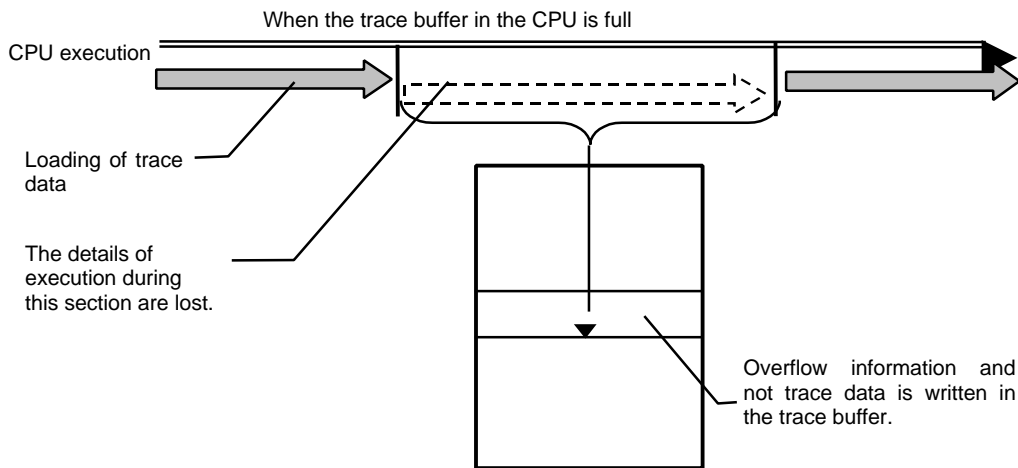 When the trace buffer in the CPU is full
CPU execution
Loading of trace
data
The details of
execution during
this section are lost.
Overflow information and
not trace data is written in
the trace buffer.